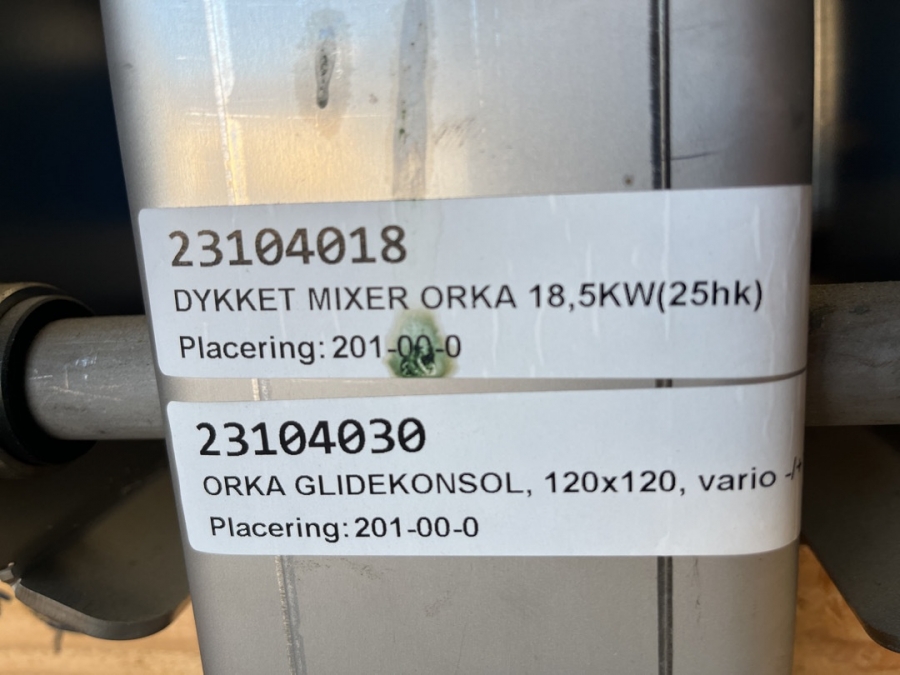 23104018
DYKKET MIXER ORKA 18,5KW(25hk)
Placering: 201-00-0
23104030
ORKA GLIDEKONSOL, 120x120, vario -/+
Placering: 201-00-0